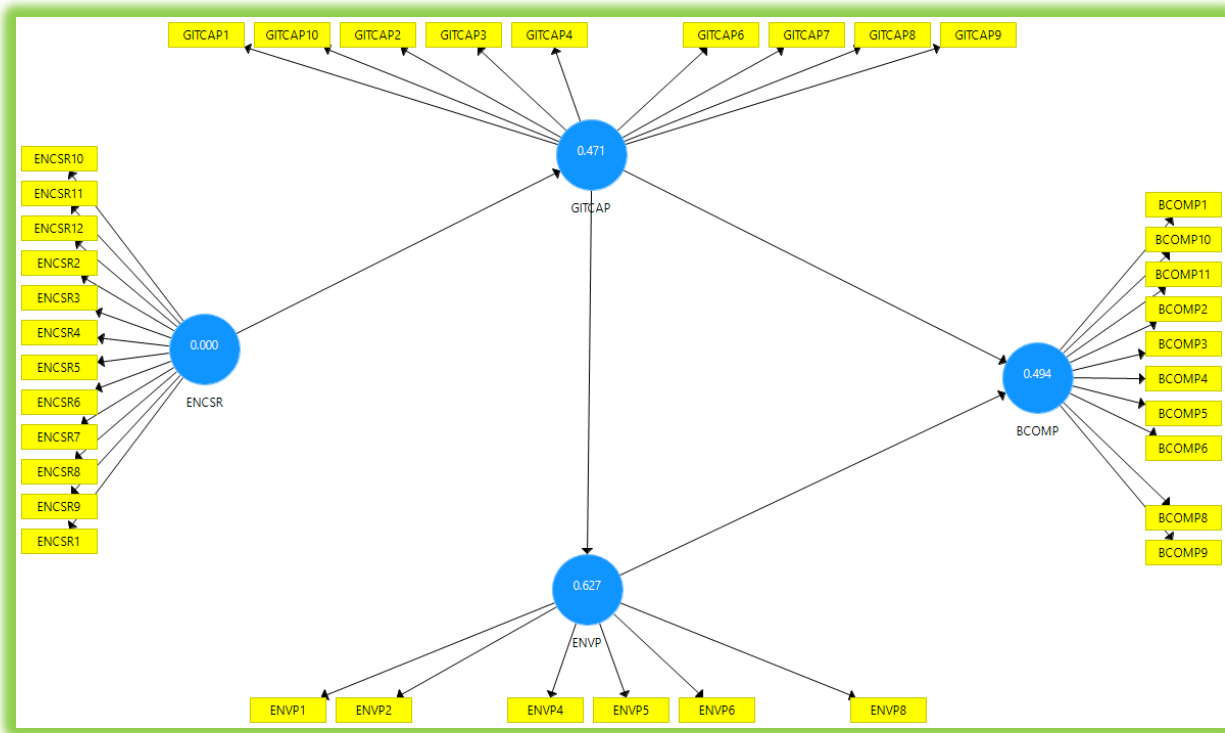 GITCAP1
GITCAP10
GITCAP2
GITCAP3
GITCAP4
GITCAP6
GITCAP7
GITCAP8
GITCAP9
0.471
GITCAP
ENCSR10
ENCSR11
ENCSR12
ENCSR2
ENCSR3
ENCSR4
ENCSR5
ENCSR6
ENCSR7
ENCSR8
ENCSR9
ENCSR1
0.000
ENCSR
BCOMP1
BCOMP10
BCOMP11
BCOMP2
BCOMP3
BCOMP4
BCOMP5
BCOMP6
BCOMP8
BCOMP9
0.494
BCOMP
0.627
ENVP
ENVP1
ENVP2
ENVP4
ENVP5
ENVP6
ENVP8